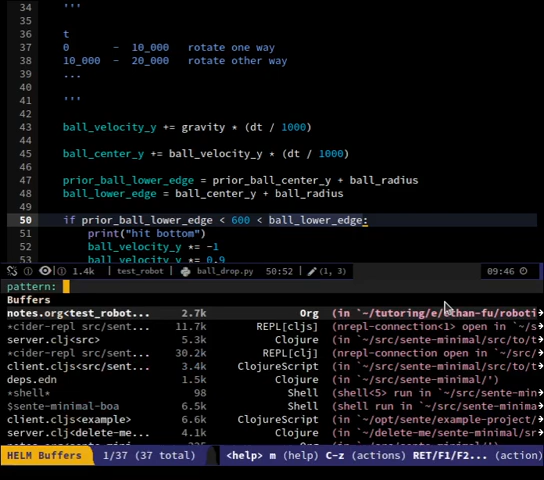 34 '''
35
36 t
37 0 - 10_000 rotate one way
38 10_000 - 20_000 rotate other way
39 ...
40
41 '''
42
43 ball_velocity_y += gravity * (dt / 1000)
44
45 ball_center_y += ball_velocity_y * (dt / 1000)
46
47 prior_ball_lower_edge = prior_ball_center_y + ball_radius
48 ball_lower_edge = ball_center_y + ball_radius
49
50 if prior_ball_lower_edge < 600 < ball_lower_edge:
51 print("hit bottom")
52 ball_velocity_y *= -1
53 ball_velocity_x *= 0.9
1.4k test_robot ball_drop.py 50:52 (1, 3) 09:46
pattern:
Buffers
notes.org<test_robot... 2.7k Org (in `~/tutoring/e/ethan-fu/roboti
*cider-repl src/sent... 11.7k REPL[cljs] (nrepl-connection<1> open in `~/s
server.clj<src> 5.3k Clojure (in `~/src/sente-minimal/src/to/t
*cider-repl src/sent... 30.2k REPL[clj] (nrepl-connection open in `~/src/
client.cljs<src/sent... 3.4k ClojureScript (in `~/src/sente-minimal/src/to/t
deps.edn 1.5k Clojure (in `~/src/sente-minimal/')
*shell* 98 Shell (shell<5> run in `~/src/sente-min
$sente-minimal-boa 6.5k Shell (shell run in `~/src/sente-minima
client.cljs<example> 6.6k ClojureScript (in `~/opt/sente/example-project/
server.clj<delete-me... 4.1k Clojure (in `~/delete-me/sente-minimal/sr
HELM Buffers 1/37 (37 total) <help> m (help) C-z (actions) RET/F1/F2... (action)